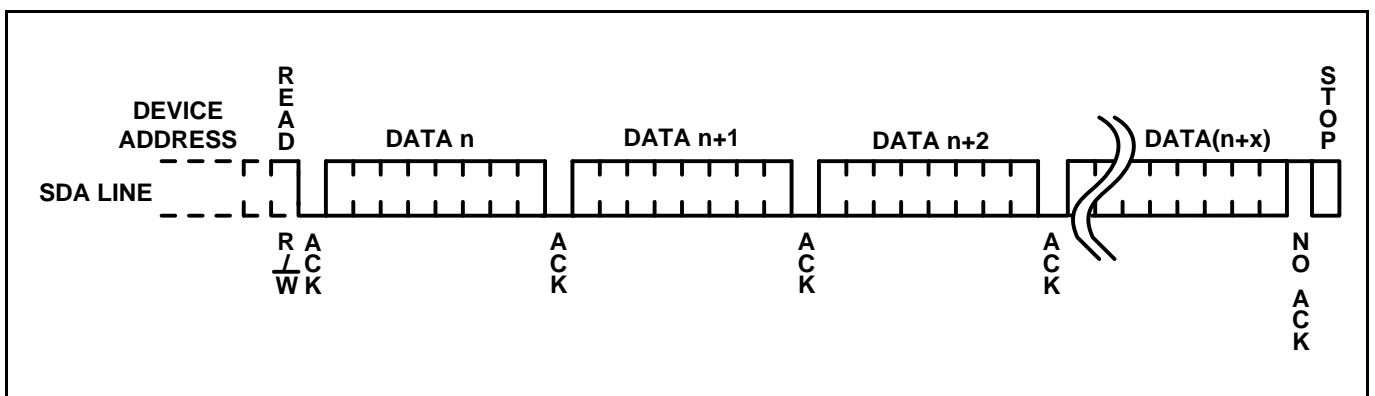 READ
STOP
DEVICE
ADDRESS
DATA n
DATA n+1
DATA n+2
DATA(n+x)
SDA LINE
R/W
ACK
ACK
ACK
ACK
NO ACK